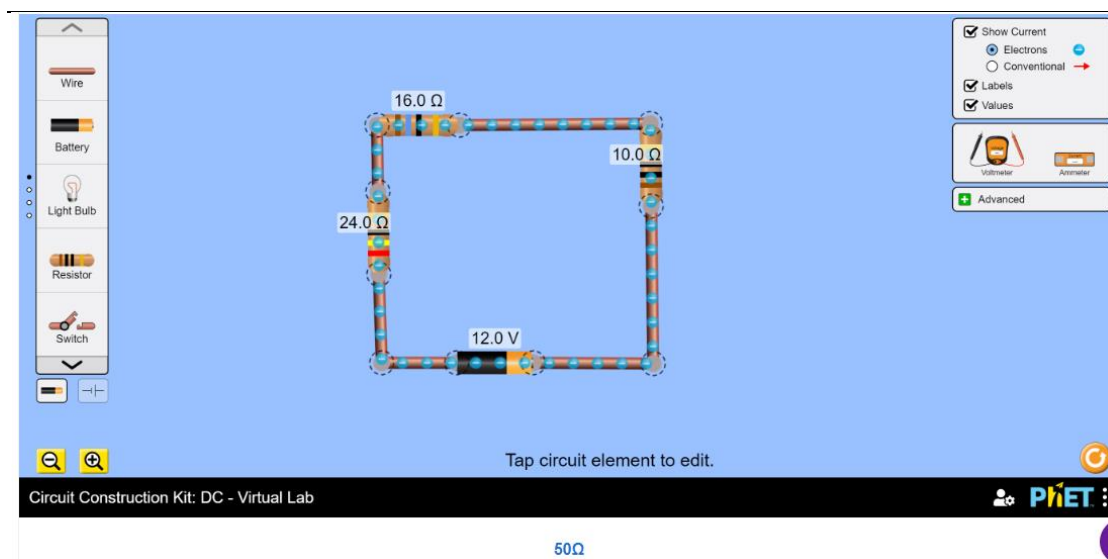 Show Current
Electrons
Conventional
Labels
Values
Wire
16.0 Ω
Battery
10.0 Ω
Voltmeter
Ammeter
Advanced
Light Bulb
24.0 Ω
Resistor
Switch
12.0 V
Tap circuit element to edit.
Circuit Construction Kit: DC - Virtual Lab
PhET
50Ω